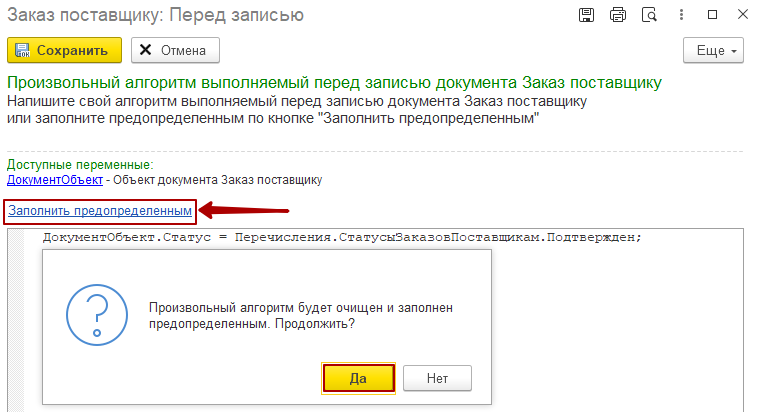 Заказ поставщику: Перед записью
Сохранить
Отмена
Еще
Произвольный алгоритм выполняемый перед записью документа Заказ поставщику
Напишите свой алгоритм выполняемый перед записью документа Заказ поставщику
или заполните предопределенным по кнопке "Заполнить предопределенным"
Доступные переменные:
ДокументОбъект - Объект документа Заказ поставщику
Заполнить предопределенным
ДокументОбъект.Статус = Перечисления.СтатусыЗаказовПоставщикам.Подтвержден;
Произвольный алгоритм будет очищен и заполнен
предопределенным. Продолжить?
Да
Нет